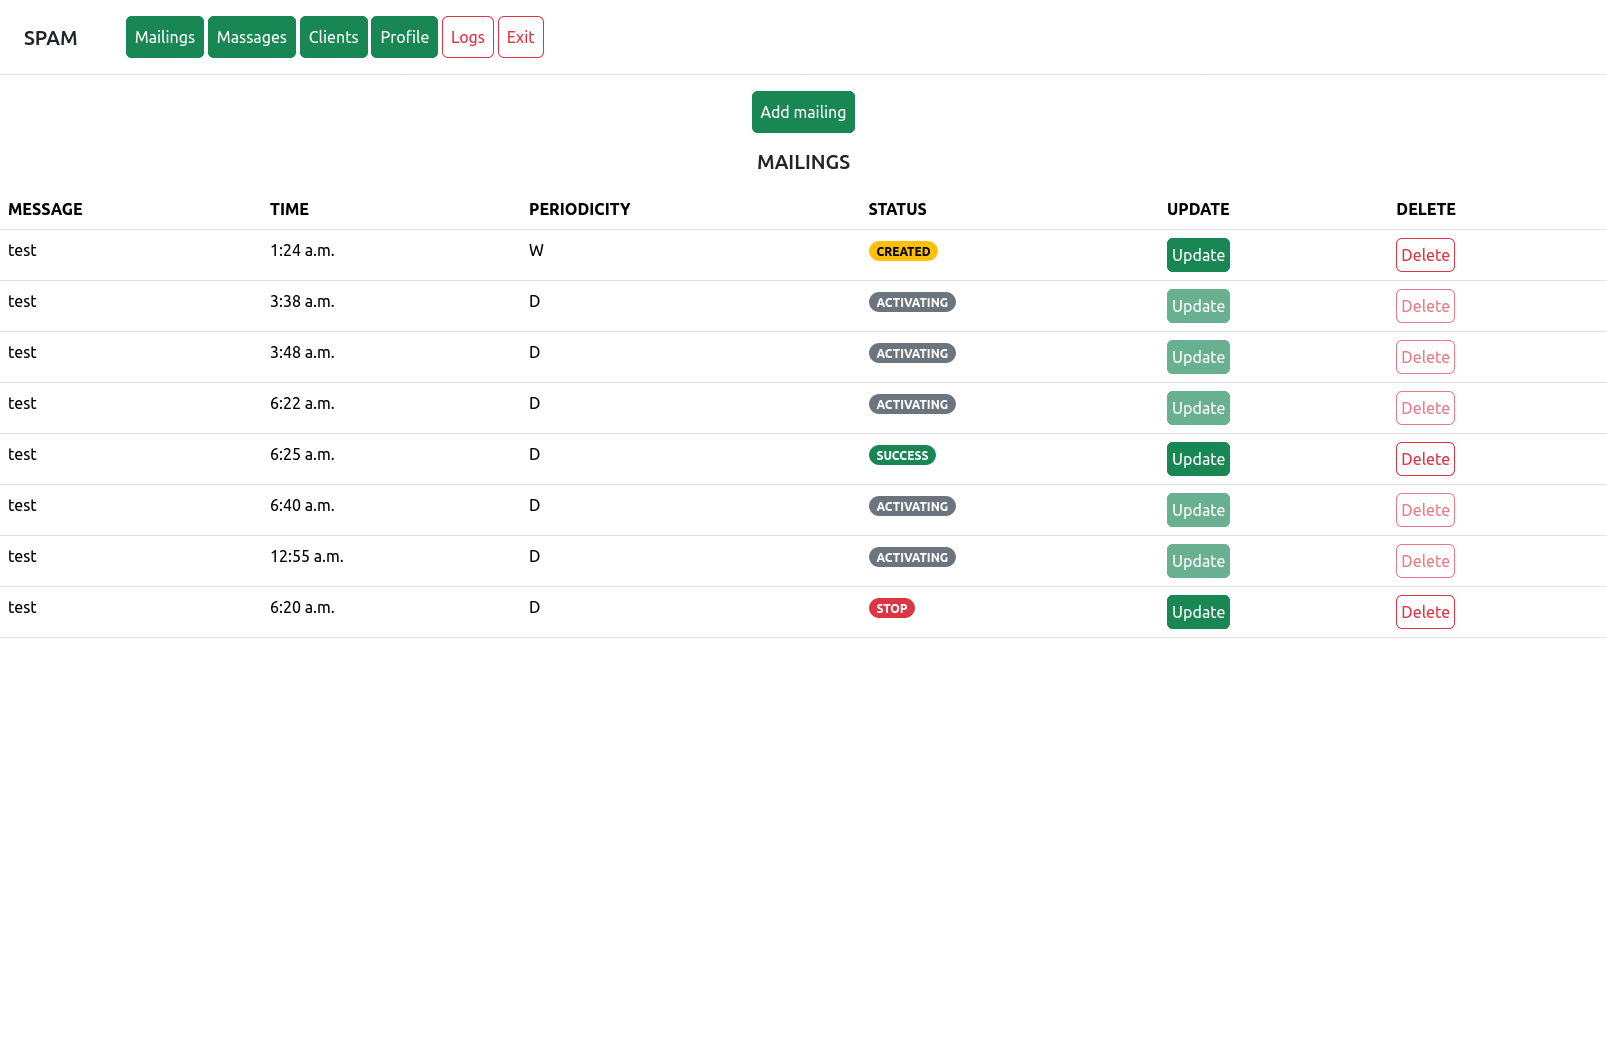 SPAM Mailings Massages Clients Profile Logs Exit
Add mailing
MAILINGS
MESSAGE TIME PERIODICITY STATUS UPDATE DELETE
test 1:24 a.m. W CREATED Update Delete
test 3:38 a.m. D ACTIVATING Update Delete
test 3:48 a.m. D ACTIVATING Update Delete
test 6:22 a.m. D ACTIVATING Update Delete
test 6:25 a.m. D SUCCESS Update Delete
test 6:40 a.m. D ACTIVATING Update Delete
test 12:55 a.m. D ACTIVATING Update Delete
test 6:20 a.m. D STOP Update Delete